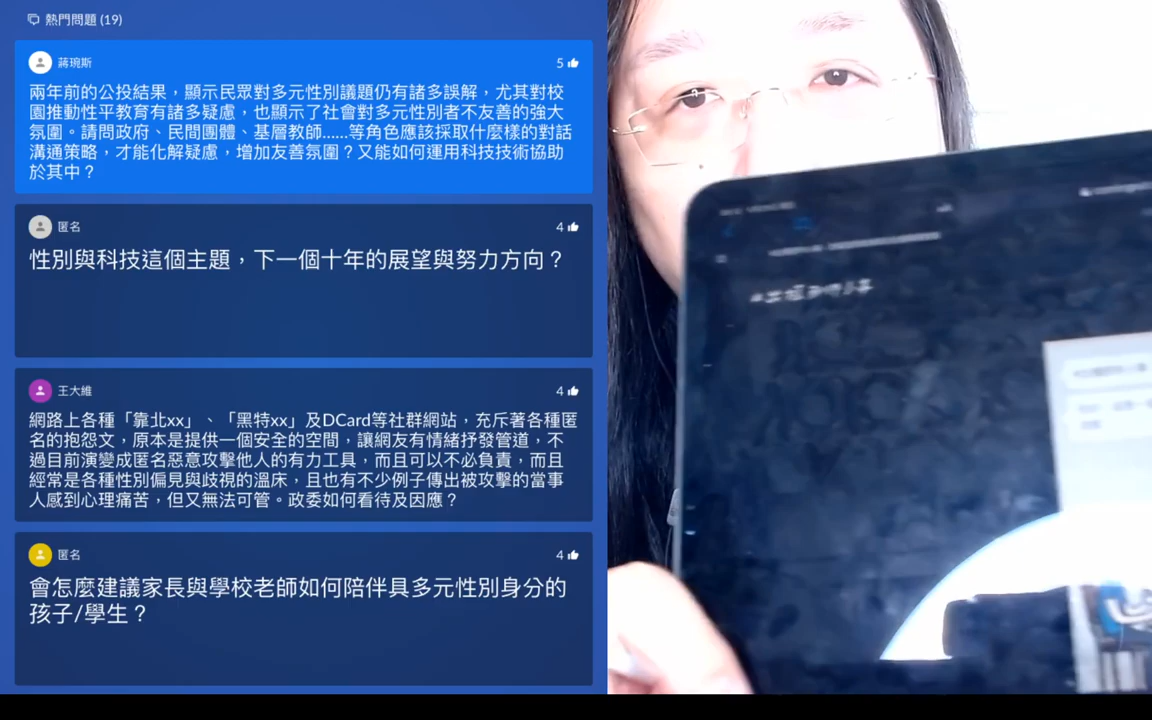 熱門問題 (19)
蔣琬斯
5
兩年前的公投結果，顯示民眾對多元性別議題仍有諸多誤解，尤其對校
園推動性平教育有諸多疑慮，也顯示了社會對多元性別者不友善的強大
氛圍。請問政府、民間團體、基層教師......等角色應該採取什麼樣的對話
溝通策略，才能化解疑慮，增加友善氛圍？又能如何運用科技技術協助
於其中？
匿名
4
性別與科技這個主題，下一個十年的展望與努力方向？
王大維
4
網路上各種「靠北xx」、「黑特xx」及DCard等社群網站，充斥著各種匿
名的抱怨文，原本是提供一個安全的空間，讓網友有情緒抒發管道，不
過目前演變成匿名惡意攻擊他人的有力工具，而且可以不必負責，而且
經常是各種性別偏見與歧視的溫床，且也有不少例子傳出被攻擊的當事
人感到心理痛苦，但又無法可管。政委如何看待及因應？
匿名
4
會怎麼建議家長與學校老師如何陪伴具多元性別身分的
孩子/學生？